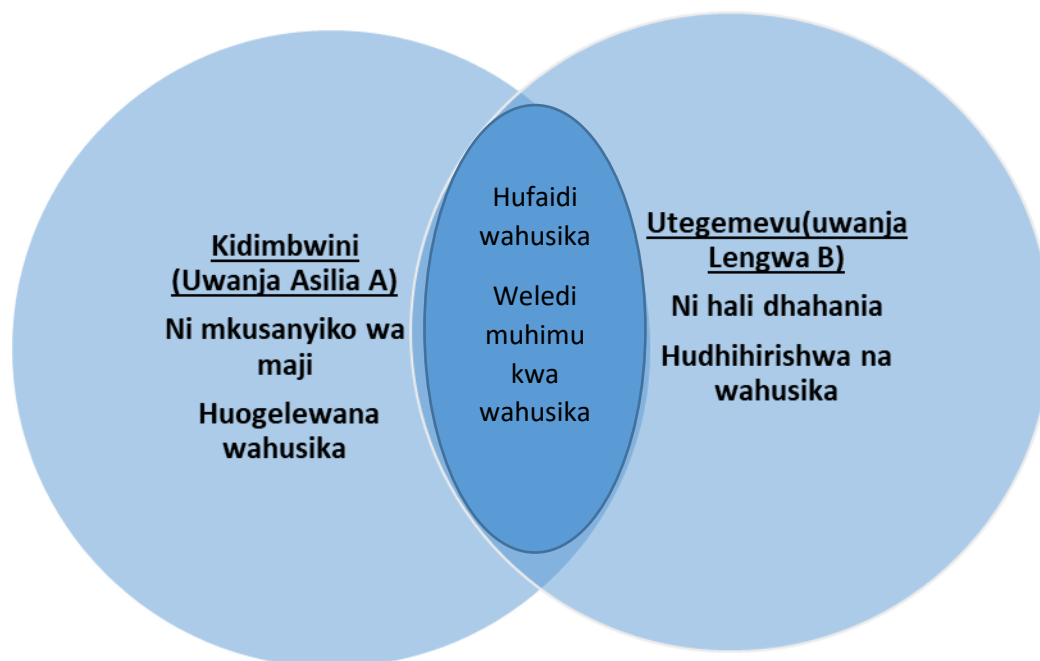 Kidimbwini
(Uwanja Asilia A)
Ni mkusanyiko wa
maji
Huogelewana
wahusika
Hufaidi
wahusika
Weledi
muhimu
kwa
wahusika
Utegemevu(uwanja
Lengwa B)
Ni hali dhahania
Hudhihirishwa na
wahusika